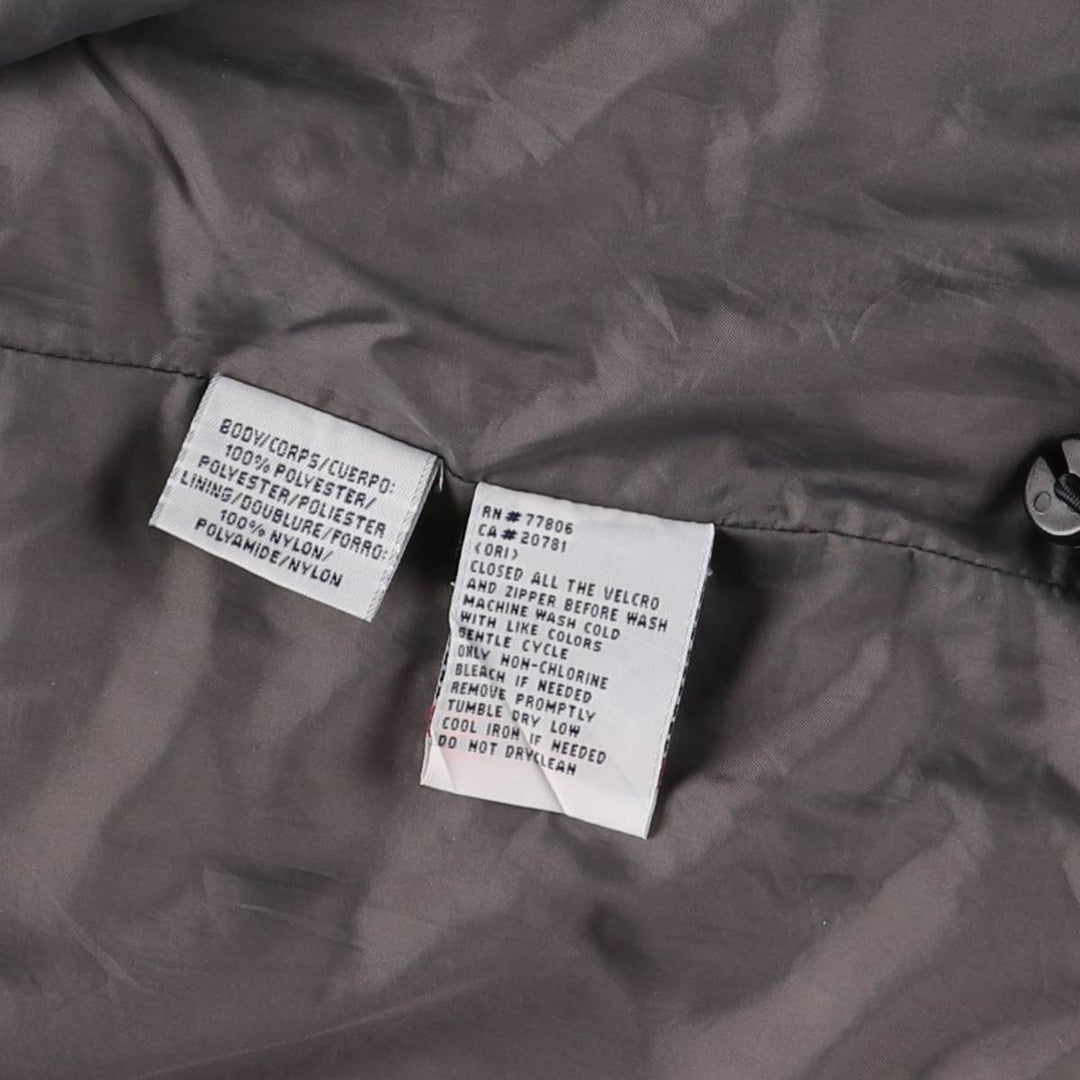 BODY/CORPS/CUERPO:
100% POLYESTER/
POLYESTER/POLIESTER
LINING/DOUBLURE/FORRO:
100% NYLON/
POLYAMIDE/NYLON
RN#77806
CA#20781
(ORI)
CLOSED ALL THE VELCRO
AND ZIPPER BEFORE WASH
MACHINE WASH COLD
WITH LIKE COLORS
GENTLE CYCLE
ONLY NON-CHLORINE
BLEACH IF NEEDED
REMOVE PROMPTLY
TUMBLE DRY LOW
COOL IRON IF NEEDED
DO NOT DRYCLEAN